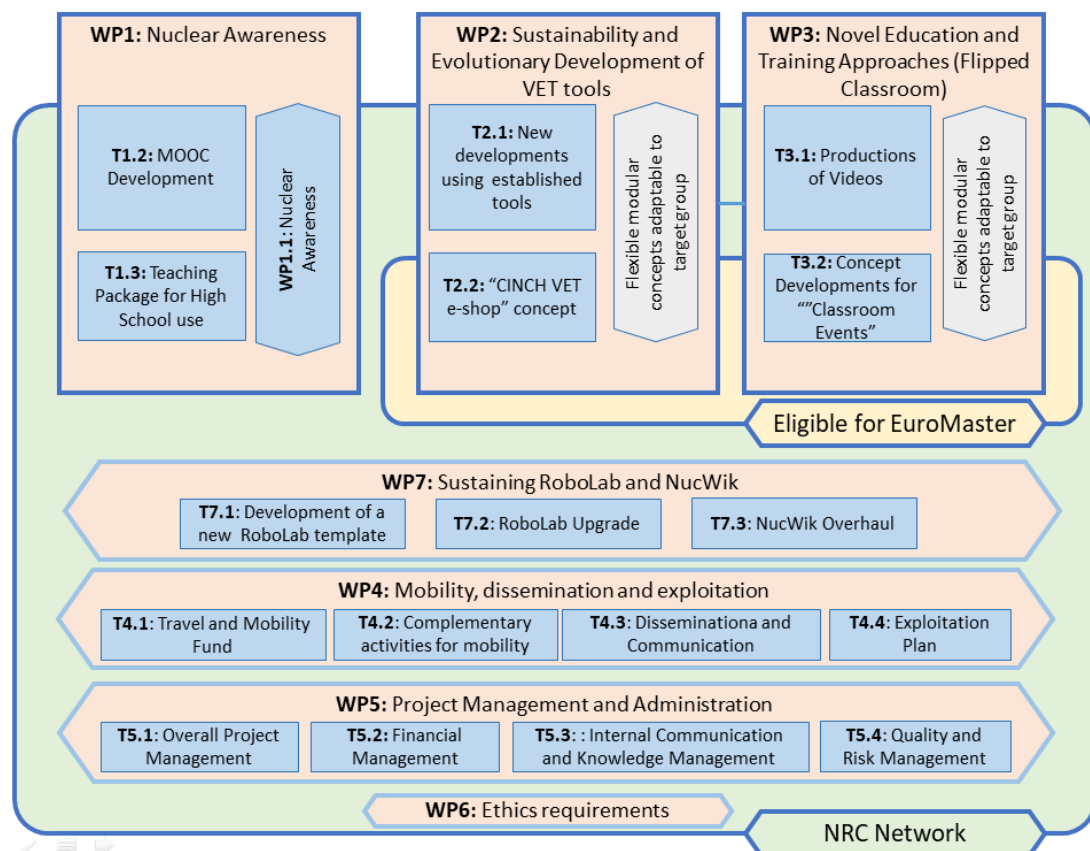 WP1: Nuclear Awareness
T1.2: MOOC
Development
T1.3: Teaching
Package for High
School use
WP1.1: Nuclear
Awareness
WP2: Sustainability and
Evolutionary Development of
VET tools
T2.1: New
developments
using established
tools
T2.2: “CINCH VET
e-shop” concept
Flexible modular
concepts adaptable to
target group
WP3: Novel Education and
Training Approaches (Flipped
Classroom)
T3.1: Productions
of Videos
T3.2: Concept
Developments for
“”Classroom
Events”
Flexible modular
concepts adaptable to
target group
Eligible for EuroMaster
WP7: Sustaining RoboLab and NucWik
T7.1: Development of a
new RoboLab template
T7.2: RoboLab Upgrade
T7.3: NucWik Overhaul
WP4: Mobility, dissemination and exploitation
T4.1: Travel and Mobility
Fund
T4.2: Complementary
activities for mobility
T4.3: Disseminationa and
Communication
T4.4: Exploitation
Plan
WP5: Project Management and Administration
T5.1: Overall Project
Management
T5.2: Financial
Management
T5.3: : Internal Communication
and Knowledge Management
T5.4: Quality and
Risk Management
WP6: Ethics requirements
NRC Network